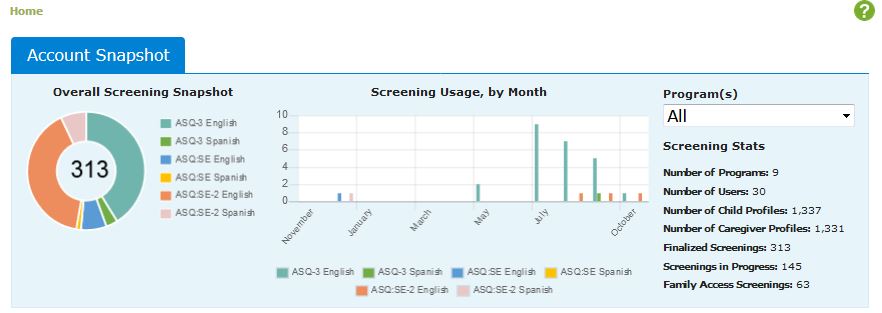 Home
?
Account Snapshot
Overall Screening Snapshot
313
ASQ-3 English
ASQ-3 Spanish
ASQ:SE English
ASQ:SE Spanish
ASQ:SE-2 English
ASQ:SE-2 Spanish
Screening Usage, by Month
10
8
6
4
2
0
November
January
March
May
July
October
ASQ-3 English
ASQ-3 Spanish
ASQ:SE English
ASQ:SE Spanish
ASQ:SE-2 English
ASQ:SE-2 Spanish
Program(s)
All
Screening Stats
Number of Programs: 9
Number of Users: 30
Number of Child Profiles: 1,337
Number of Caregiver Profiles: 1,331
Finalized Screenings: 313
Screenings in Progress: 145
Family Access Screenings: 63